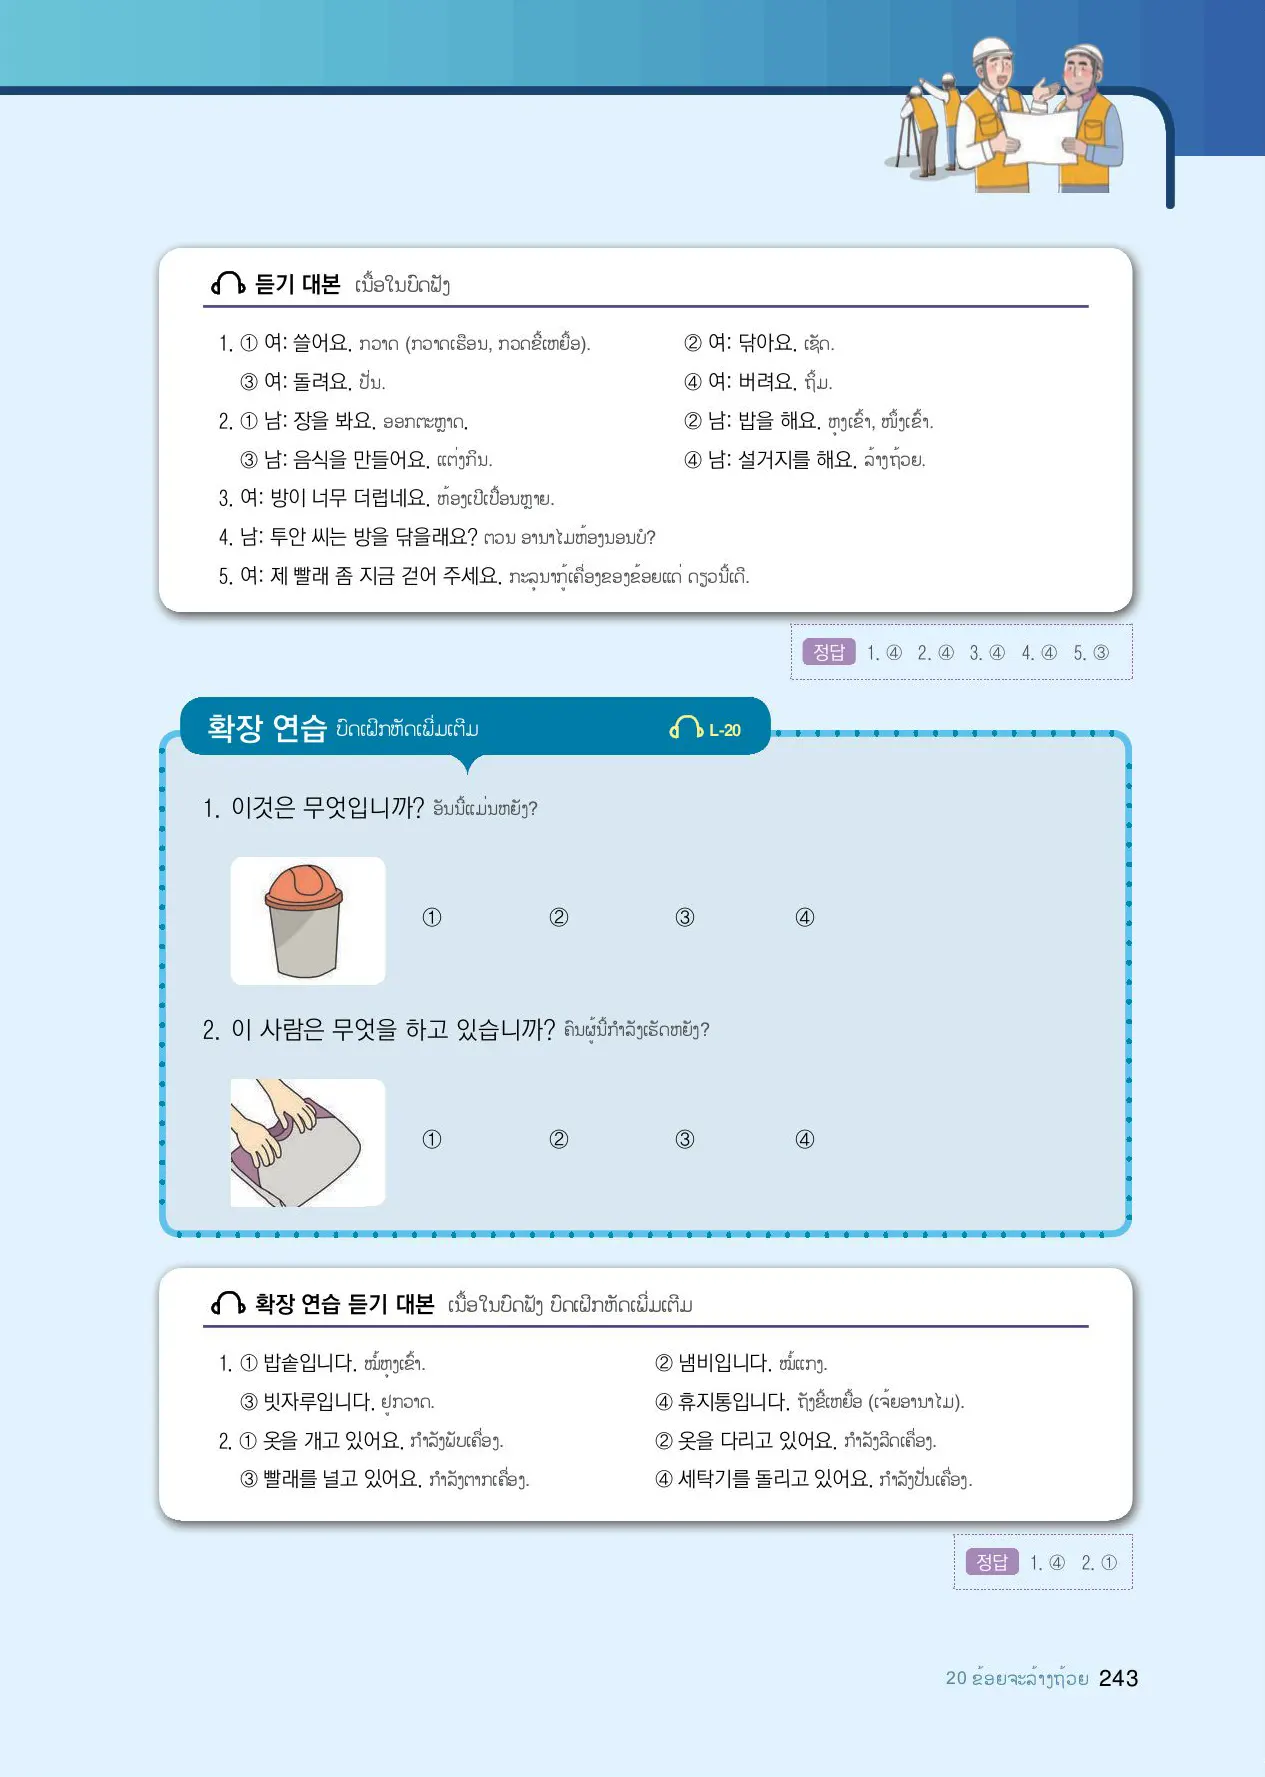 듣기 대본 ເນື້ອໃນບົດຟັງ
1. ① 여: 쓸어요. ກວາດ (ກວາດເຮືອນ, ກວດຂີ້ເຫຍື້ອ). ② 여: 닦아요. ເຊັດ.
③ 여: 돌려요. ປັ່ນ. ④ 여: 버려요. ຖິ້ມ.
2. ① 남: 장을 봐요. ອອກຕະຫຼາດ. ② 남: 밥을 해요. ຫຸງເຂົ້າ, ໜຶ້ງເຂົ້າ.
③ 남: 음식을 만들어요. ແຕ່ງກິນ. ④ 남: 설거지를 해요. ລ້າງຖ້ວຍ.
3. 여: 방이 너무 더럽네요. ຫ້ອງເປິເປື້ອນຫຼາຍ.
4. 남: 투안 씨는 방을 닦을래요? ຕວນ ອານາໄມຫ້ອງນອນບໍ?
5. 여: 제 빨래 좀 지금 걷어 주세요. ກະລຸນາກູ້ເຄື່ອງຂອງຂ້ອຍແດ່ ດຽວນີ້ເດີ.
정답 1. ④ 2. ④ 3. ④ 4. ④ 5. ③
확장 연습 ບົດເຝິກຫັດເພີ່ມເຕີມ L-20
1. 이것은 무엇입니까? ອັນນີ້ແມ່ນຫຍັງ?
① ② ③ ④
2. 이 사람은 무엇을 하고 있습니까? ຄົນຜູ້ນີ້ກຳລັງເຮັດຫຍັງ?
① ② ③ ④
확장 연습 듣기 대본 ເນື້ອໃນບົດຟັງ ບົດເຝິກຫັດເພີ່ມເຕີມ
1. ① 밥솥입니다. ໝໍ້ຫຸງເຂົ້າ. ② 냄비입니다. ໝໍ້ແກງ.
③ 빗자루입니다. ຢູກວາດ. ④ 휴지통입니다. ຖັງຂີ້ເຫຍື້ອ (ເຈ້ຍອານາໄມ).
2. ① 옷을 개고 있어요. ກຳລັງພັບເຄື່ອງ. ② 옷을 다리고 있어요. ກຳລັງລີດເຄື່ອງ.
③ 빨래를 널고 있어요. ກຳລັງຕາກເຄື່ອງ. ④ 세탁기를 돌리고 있어요. ກຳລັງປັ່ນເຄື່ອງ.
정답 1. ④ 2. ①
20 ຂ້ອຍຈະລ້າງຖ້ວຍ 243